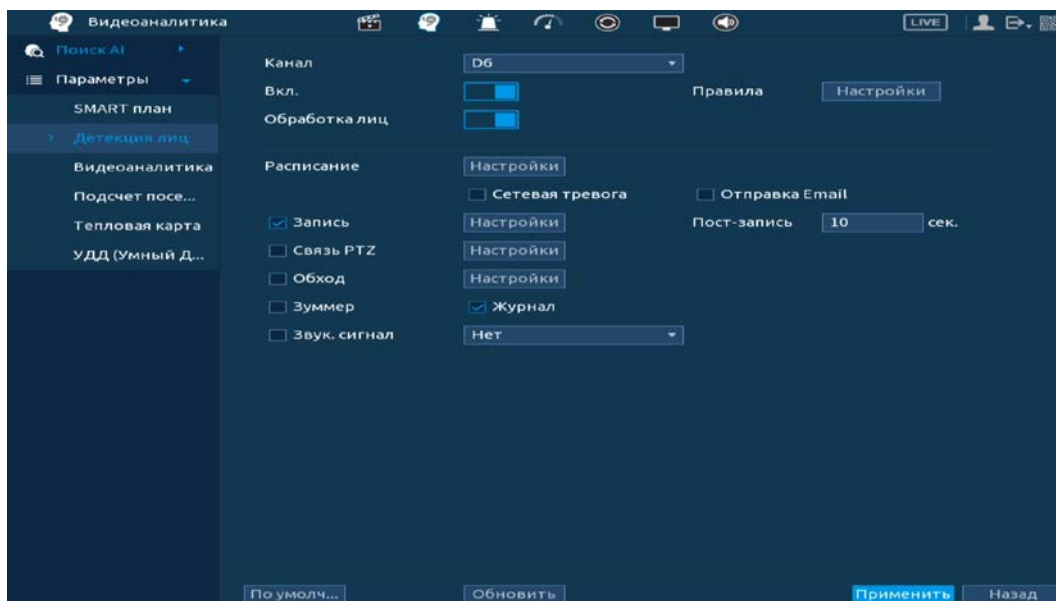 Видеоаналитика LIVE
Поиск AI
Параметры
SMART план
Детекция лиц
Видеоаналитика
Подсчет посе...
Тепловая карта
УДД (Умный Д...
Канал D6
Вкл. Правила Настройки
Обработка лиц
Расписание Настройки
Сетевая тревога Отправка Email
Запись Настройки Пост-запись 10 сек.
Связь PTZ Настройки
Обход Настройки
Зуммер Журнал
Звук. сигнал Нет
По умолч... Обновить Применить Назад